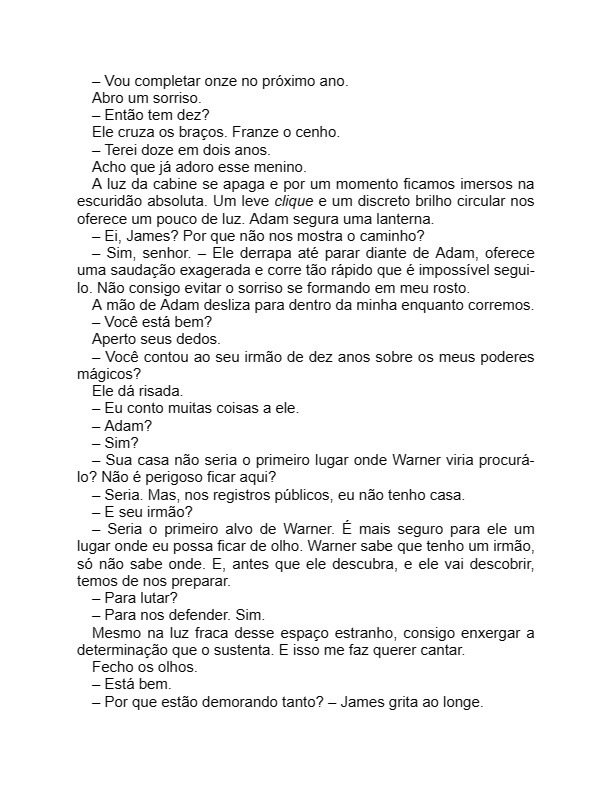 – Vou completar onze no próximo ano.
Abro um sorriso.
– Então tem dez?
Ele cruza os braços. Franze o cenho.
– Terei doze em dois anos.
Acho que já adoro esse menino.
A luz da cabine se apaga e por um momento ficamos imersos na
escuridão absoluta. Um leve clique e um discreto brilho circular nos
oferece um pouco de luz. Adam segura uma lanterna.
– Ei, James? Por que não nos mostra o caminho?
– Sim, senhor. – Ele derrapa até parar diante de Adam, oferece
uma saudação exagerada e corre tão rápido que é impossível segui-
lo. Não consigo evitar o sorriso se formando em meu rosto.
A mão de Adam desliza para dentro da minha enquanto corremos.
– Você está bem?
Aperto seus dedos.
– Você contou ao seu irmão de dez anos sobre os meus poderes
mágicos?
Ele dá risada.
– Eu conto muitas coisas a ele.
– Adam?
– Sim?
– Sua casa não seria o primeiro lugar onde Warner viria procurá-
lo? Não é perigoso ficar aqui?
– Seria. Mas, nos registros públicos, eu não tenho casa.
– E seu irmão?
– Seria o primeiro alvo de Warner. É mais seguro para ele um
lugar onde eu possa ficar de olho. Warner sabe que tenho um irmão,
só não sabe onde. E, antes que ele descubra, e ele vai descobrir,
temos de nos preparar.
– Para lutar?
– Para nos defender. Sim.
Mesmo na luz fraca desse espaço estranho, consigo enxergar a
determinação que o sustenta. E isso me faz querer cantar.
Fecho os olhos.
– Está bem.
– Por que estão demorando tanto? – James grita ao longe.